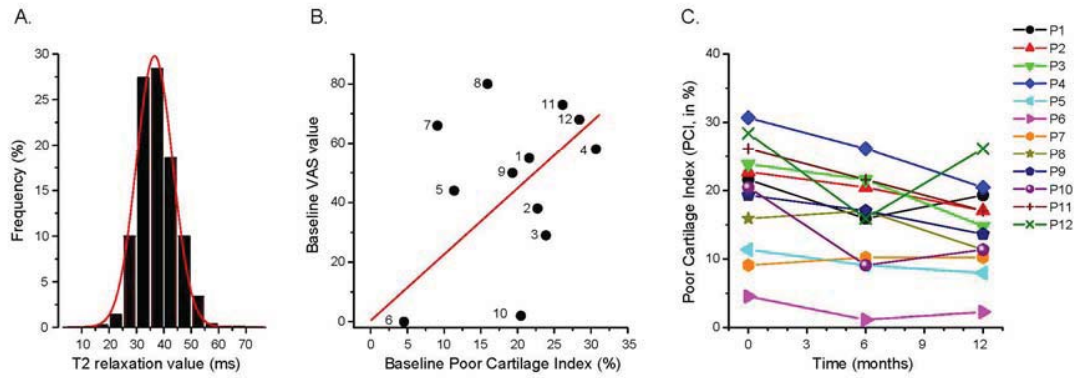 A.
30
25
20
15
10
5
0
Frequency (%)
10 20 30 40 50 60 70
T2 relaxation value (ms)
B.
80
60
40
20
0
Baseline VAS value
8
7
11
12
1
4
9
5
2
3
6
10
0 5 10 15 20 25 30 35
Baseline Poor Cartilage Index (%)
C.
40
30
20
10
0
Poor Cartilage Index (PCI, in %)
0 6 12
Time (months)
P1
P2
P3
P4
P5
P6
P7
P8
P9
P10
P11
P12